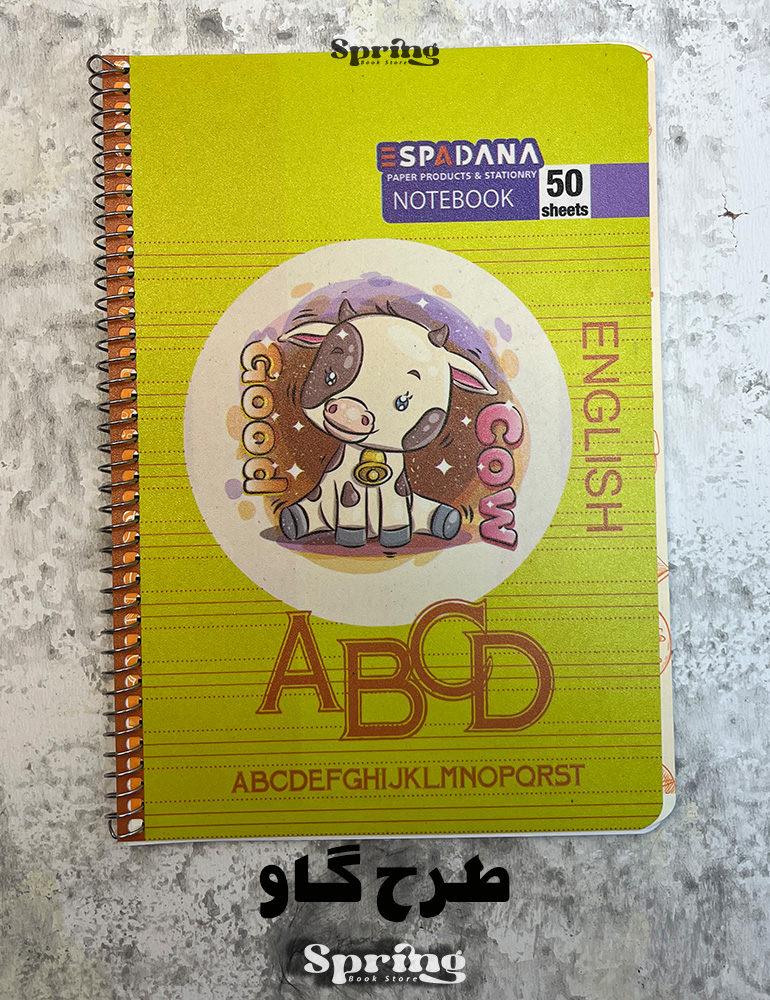 Spring
Book Store
ESPADANA
PAPER PRODUCTS & STATIONRY
NOTEBOOK
50
sheets
ENGLISH
Good
Cow
ABCD
ABCDEFGHIJKLMNOPQRST
طرح گاو
Spring
Book Store